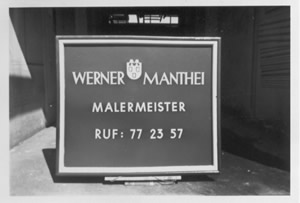 WERNER MANTHEI
MALERMEISTER
RUF: 77 23 57